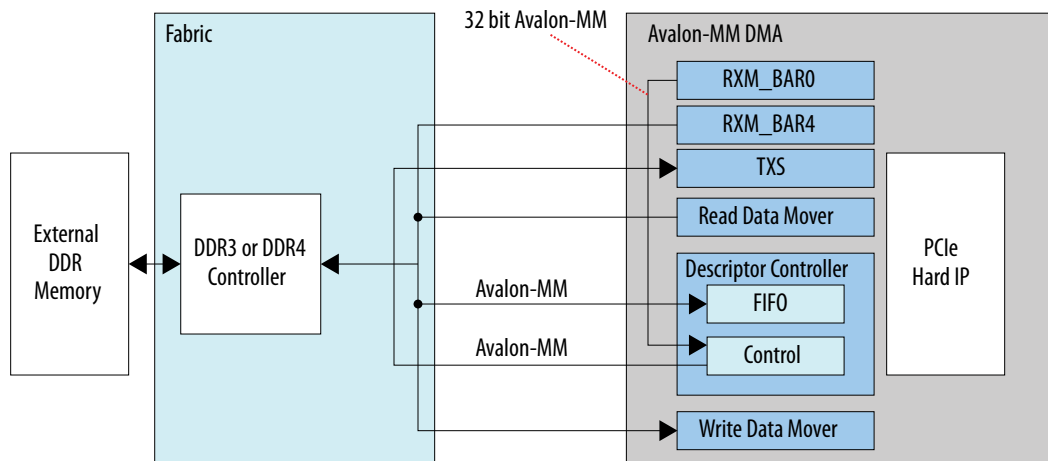 32 bit Avalon-MM
Fabric
Avalon-MM DMA
RXM_BAR0
RXM_BAR4
TXS
Read Data Mover
External
DDR
Memory
DDR3 or DDR4
Controller
Descriptor Controller
FIFO
Control
PCIe
Hard IP
Avalon-MM
Avalon-MM
Write Data Mover